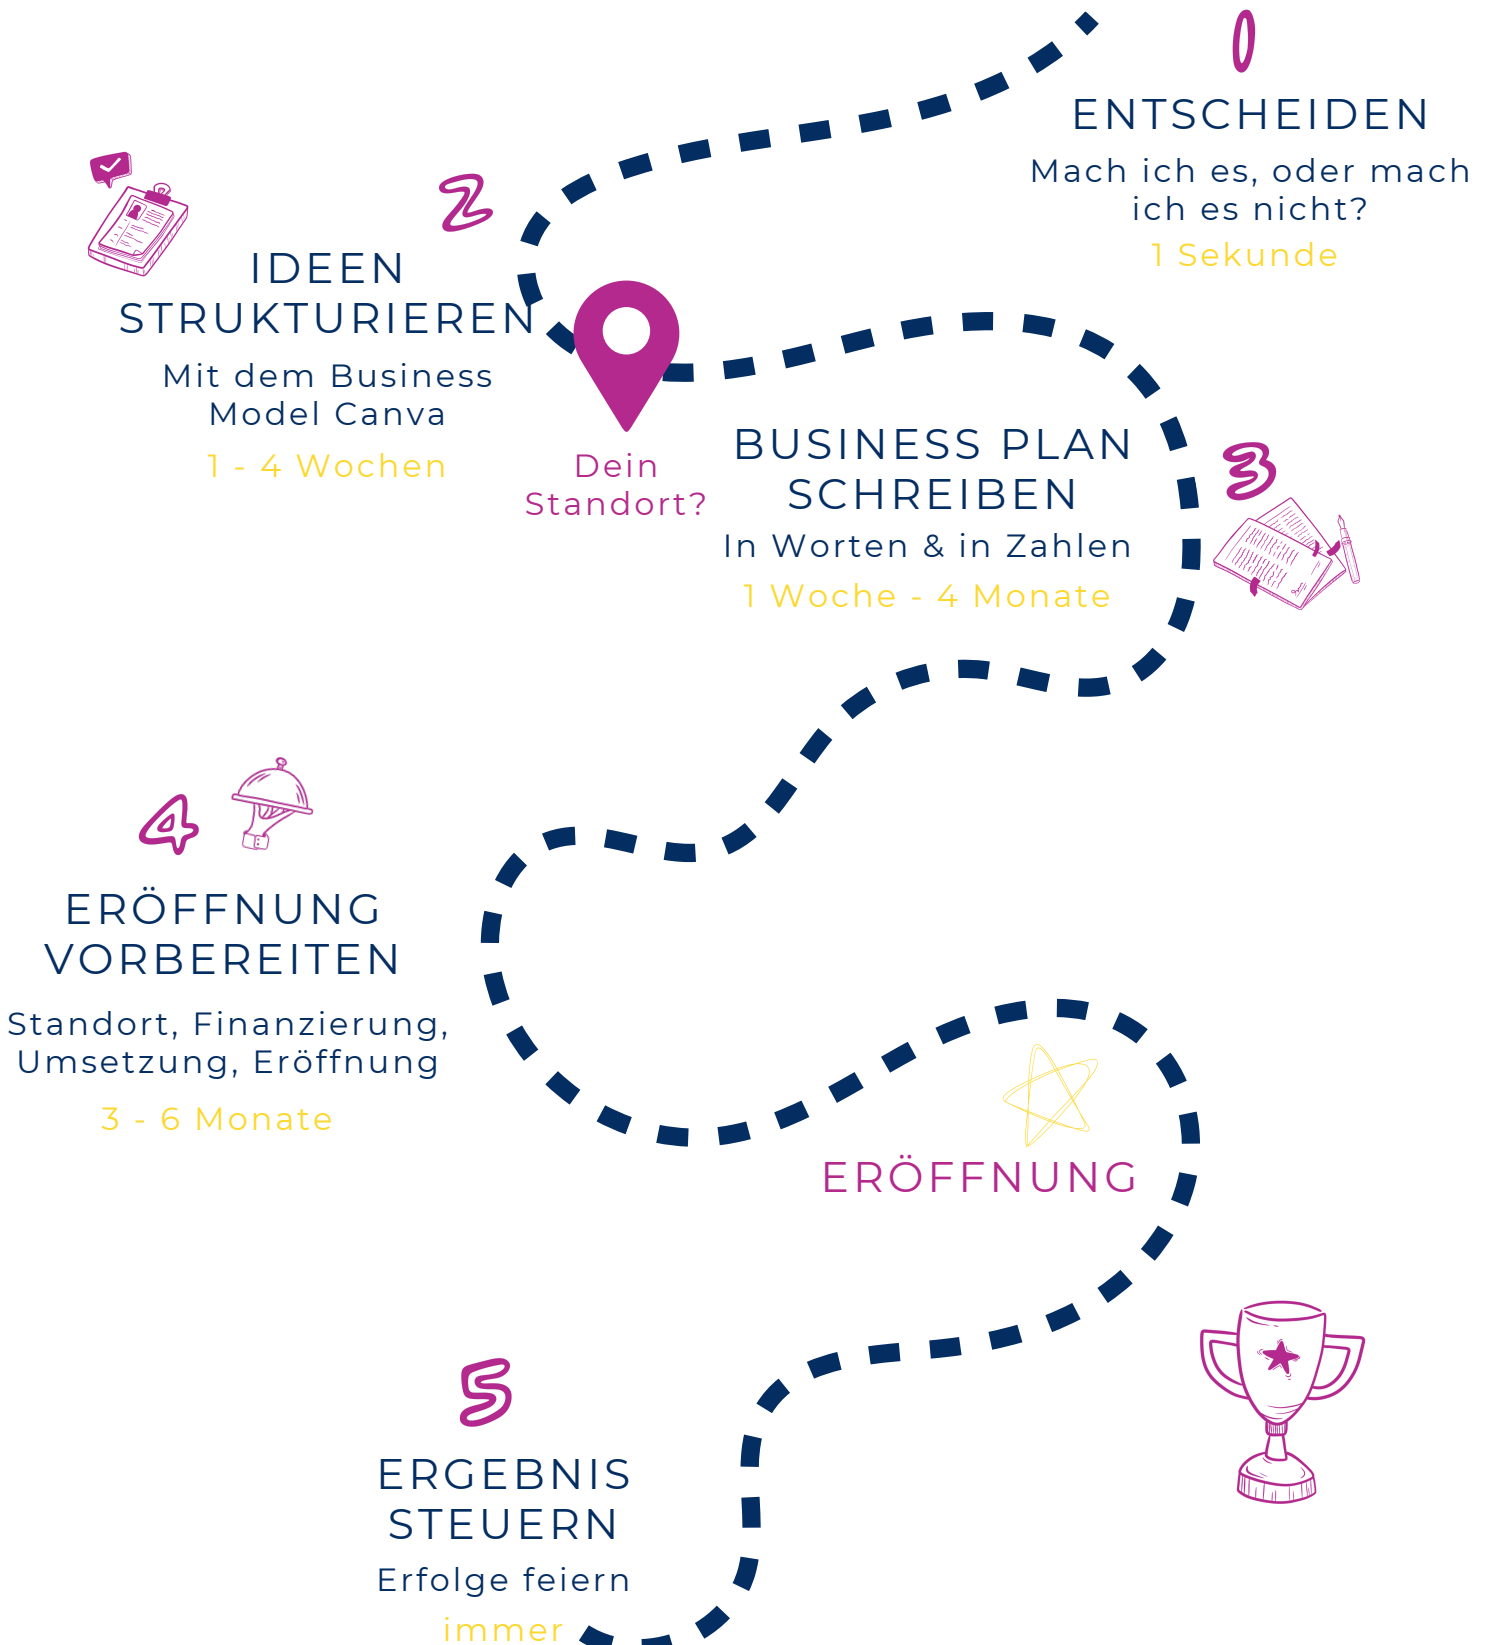 1
ENTSCHEIDEN
Mach ich es, oder mach
ich es nicht?
1 Sekunde
2
IDEEN
STRUKTURIEREN
Mit dem Business
Model Canva
1 - 4 Wochen
Dein
Standort?
3
BUSINESS PLAN
SCHREIBEN
In Worten & in Zahlen
1 Woche - 4 Monate
4
ERÖFFNUNG
VORBEREITEN
Standort, Finanzierung,
Umsetzung, Eröffnung
3 - 6 Monate
ERÖFFNUNG
5
ERGEBNIS
STEUERN
Erfolge feiern
immer